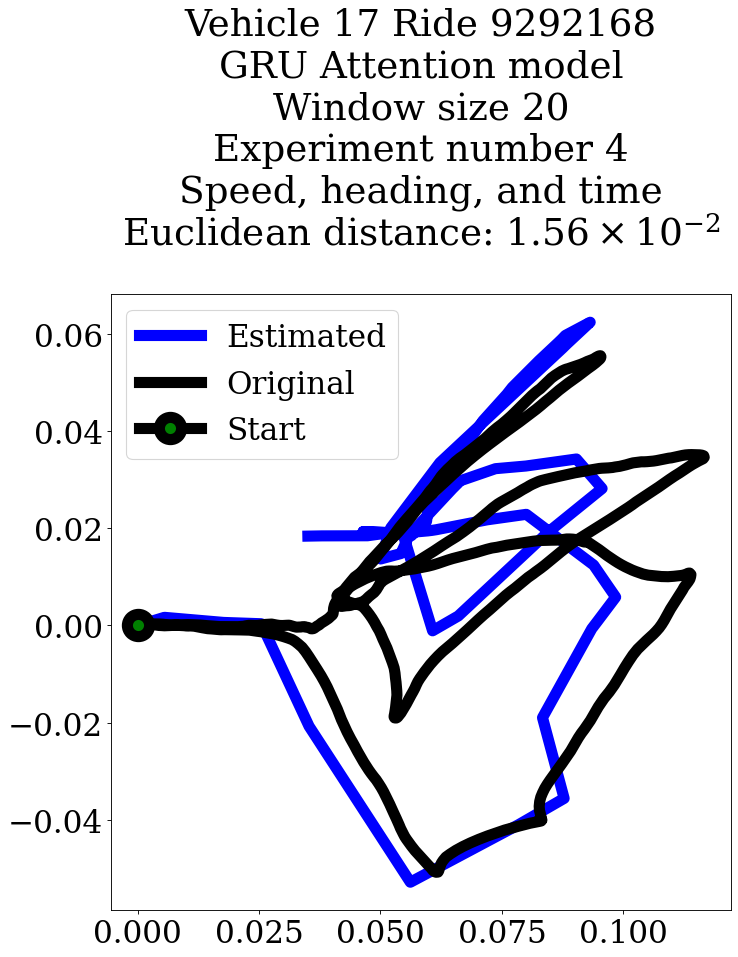 Vehicle 17 Ride 9292168
GRU Attention model
Window size 20
Experiment number 4
Speed, heading, and time
Euclidean distance: 1.56 × 10⁻²
Estimated
Original
Start
0.06
0.04
0.02
0.00
−0.02
−0.04
0.000 0.025 0.050 0.075 0.100